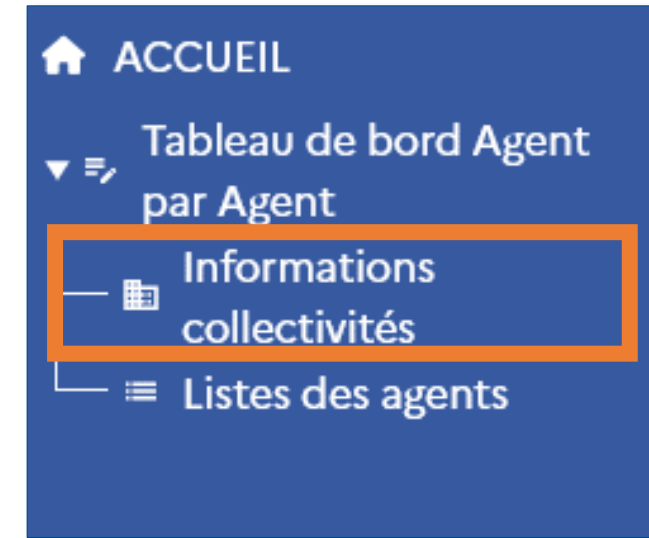 ACCUEIL
Tableau de bord Agent
par Agent
Informations
collectivités
Listes des agents